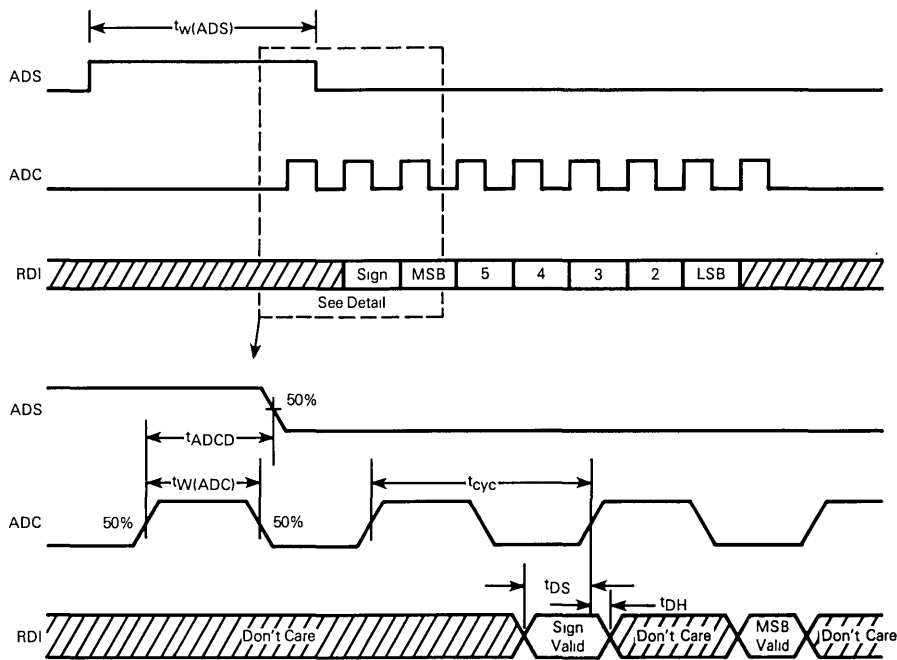 tW(ADS)
ADS
ADC
RDI Sign MSB 5 4 3 2 LSB
See Detail
ADS 50%
tADCD
tW(ADC) tcyc
ADC 50% 50%
tDS
tDH
RDI Don't Care Sign Valid Don't Care MSB Valid Don't Care